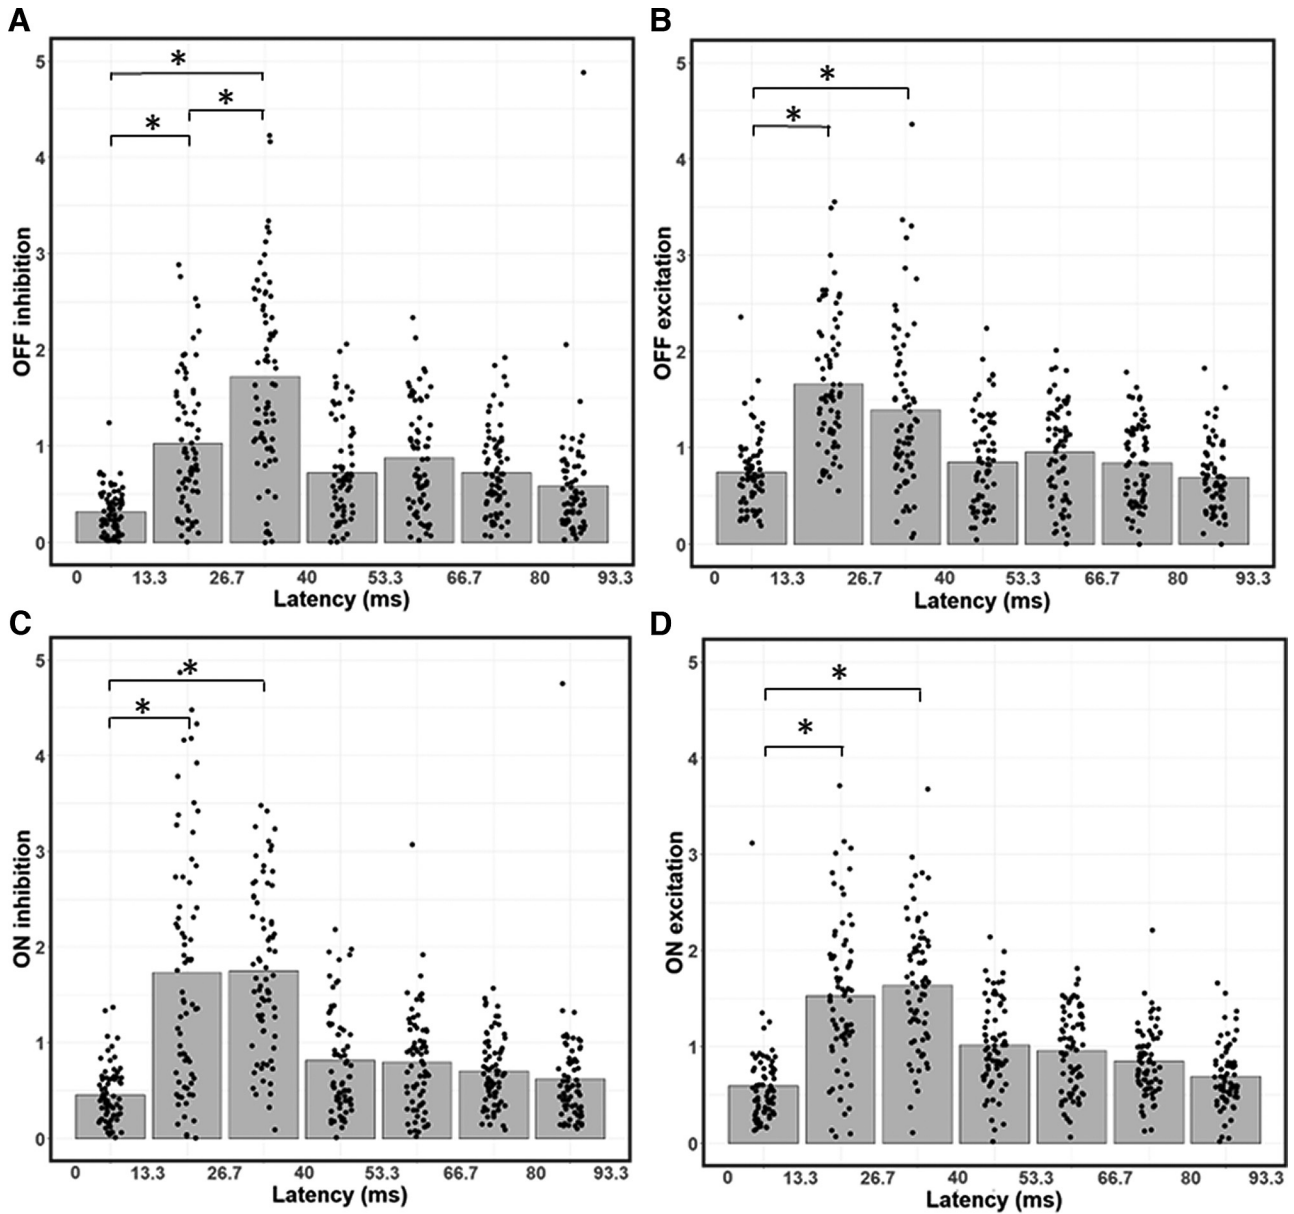 A
B
* 
* 
* 
5
4
3
2
1
0
OFF inhibition
0 13.3 26.7 40 53.3 66.7 80 93.3
Latency (ms)
* 
* 
5
4
3
2
1
0
OFF excitation
0 13.3 26.7 40 53.3 66.7 80 93.3
Latency (ms)
C
D
* 
* 
5
4
3
2
1
0
ON inhibition
0 13.3 26.7 40 53.3 66.7 80 93.3
Latency (ms)
* 
* 
5
4
3
2
1
0
ON excitation
0 13.3 26.7 40 53.3 66.7 80 93.3
Latency (ms)